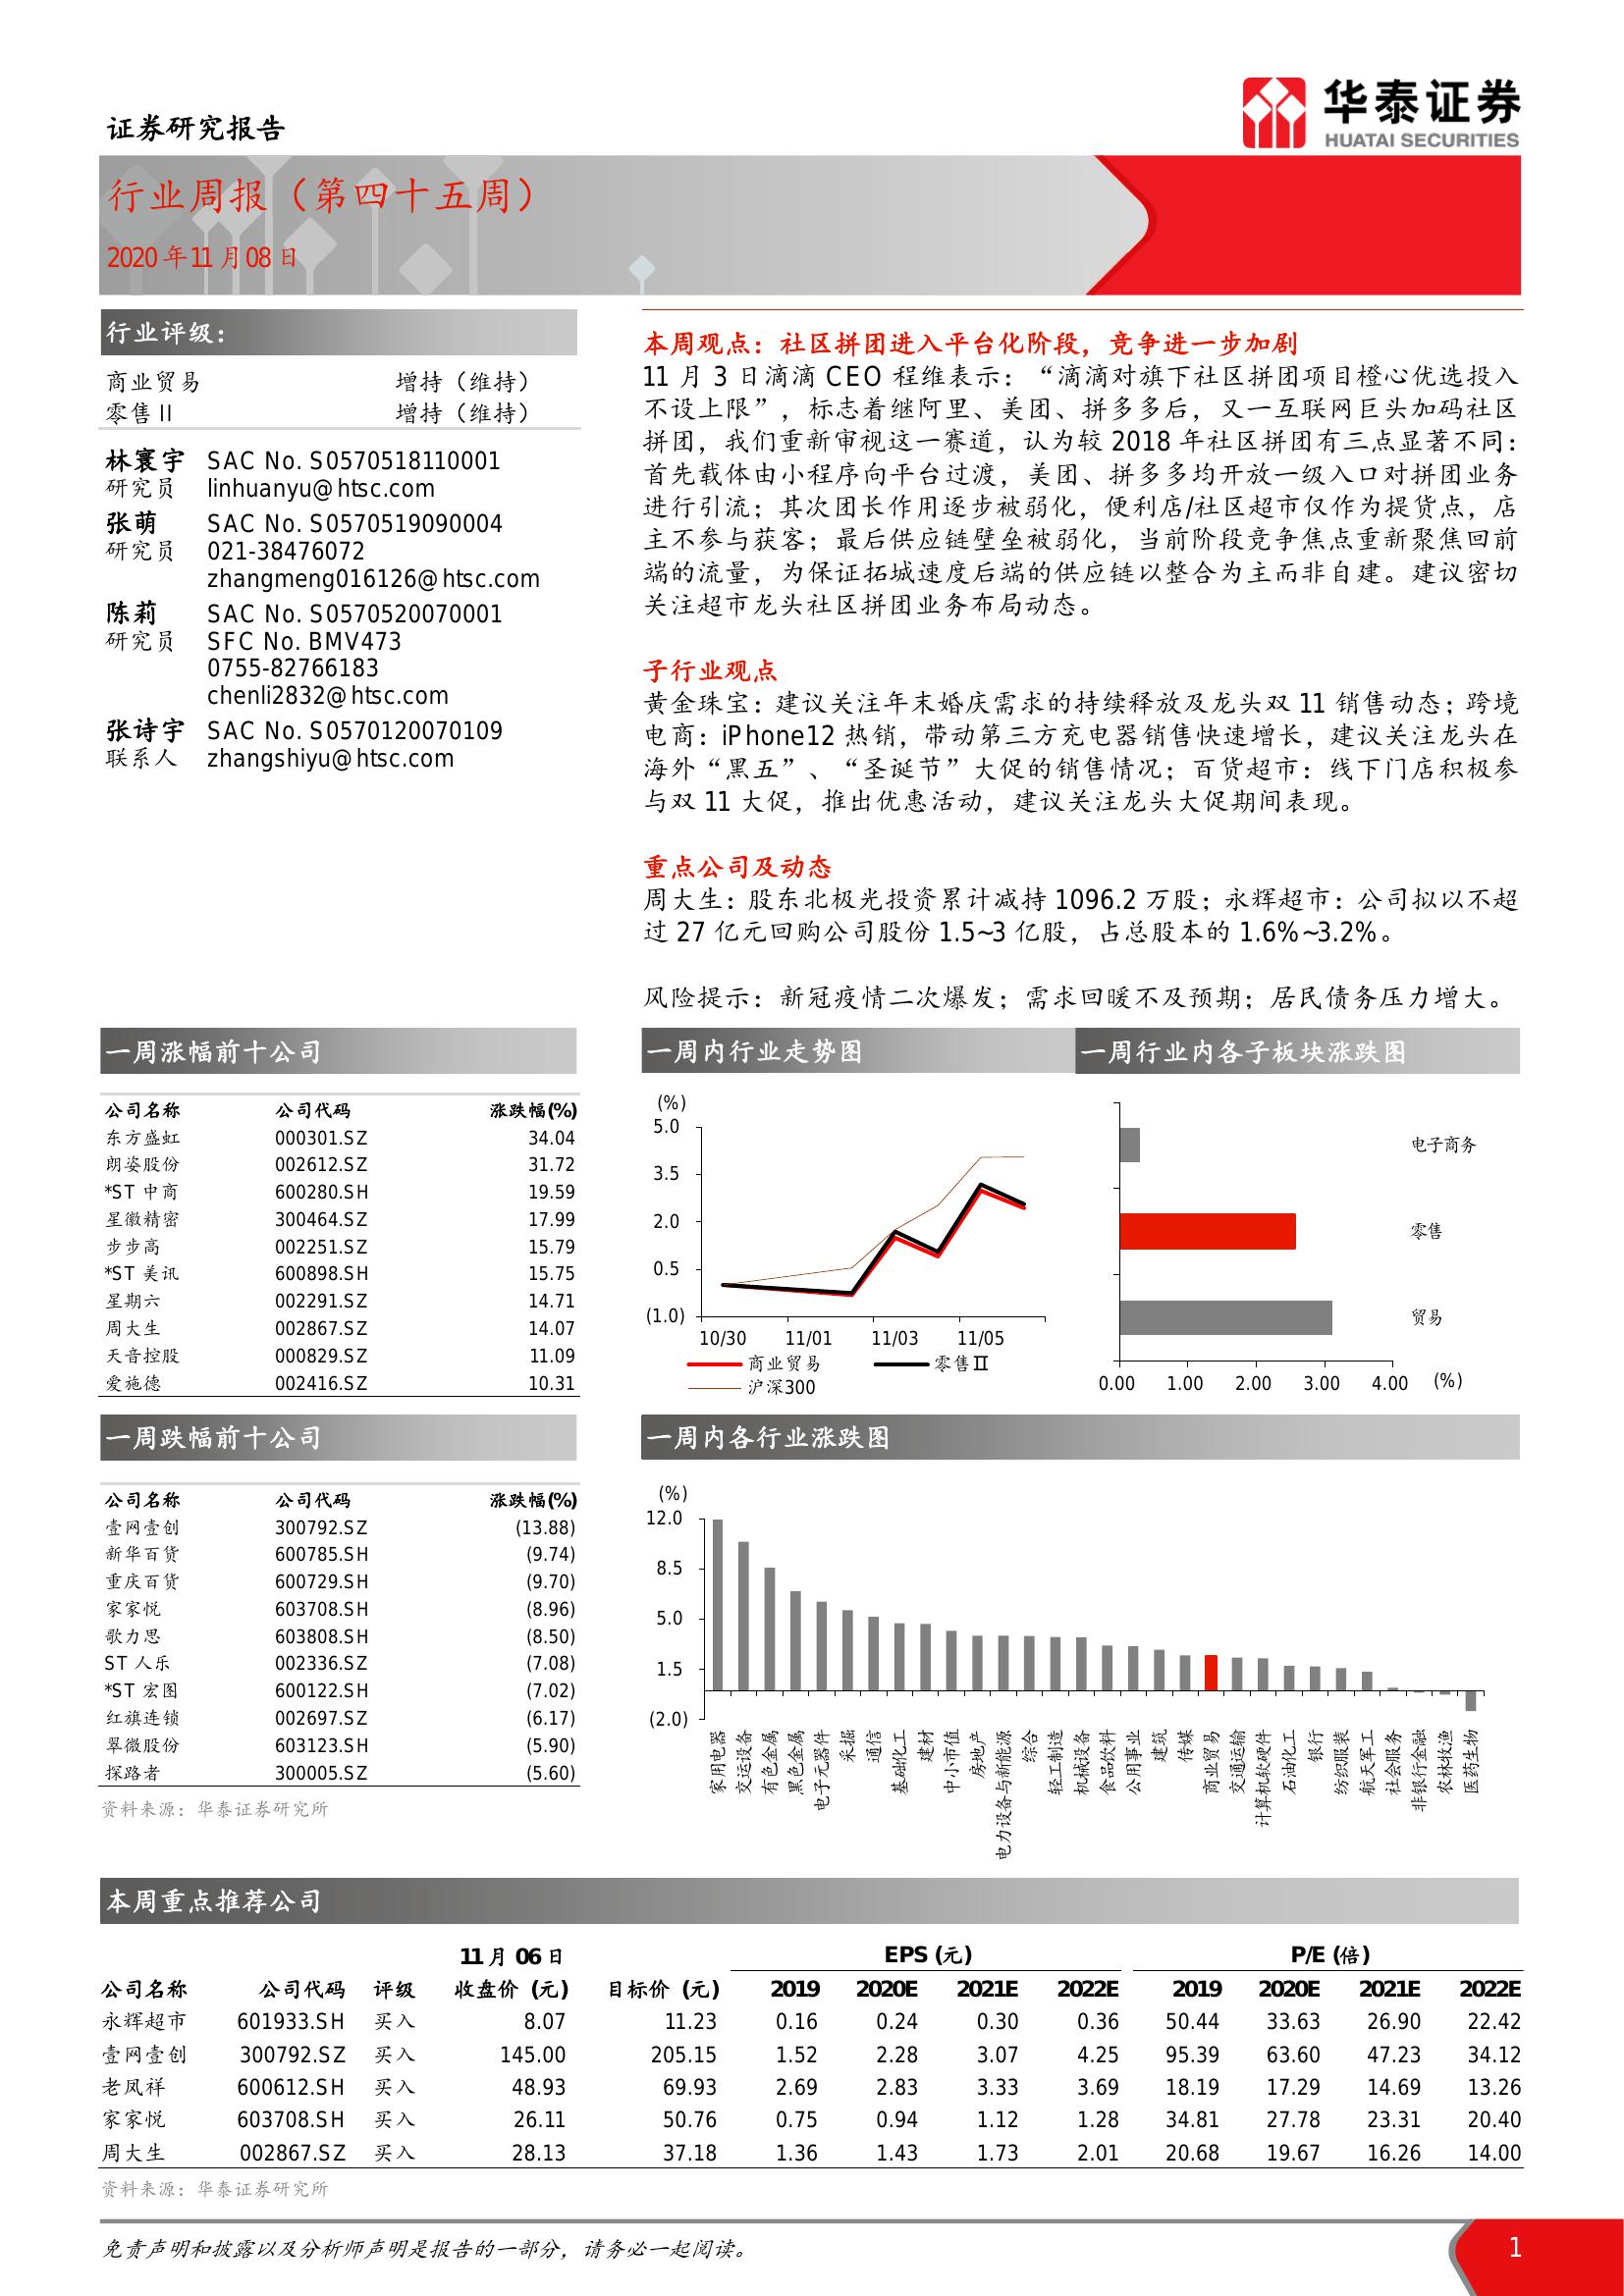 证券研究报告
华泰证券
HUATAI SECURITIES
行业周报（第四十五周）
2020年11月08日
行业评级：
商业贸易 增持（维持）
零售 II 增持（维持）
林寰宇 SAC No. S0570518110001
研究员 linhuanyu@htsc.com
张萌 SAC No. S0570519090004
研究员 021-38476072
zhangmeng016126@htsc.com
陈莉 SAC No. S0570520070001
研究员 SFC No. BMV473
0755-82766183
chenli2832@htsc.com
张诗宇 SAC No. S0570120070109
联系人 zhangshiyu@htsc.com
本周观点：社区拼团进入平台化阶段，竞争进一步加剧
11 月 3 日滴滴 CEO 程维表示：“滴滴对旗下社区拼团项目橙心优选投入
不设上限”，标志着继阿里、美团、拼多多后，又一互联网巨头加码社区
拼团，我们重新审视这一赛道，认为较 2018 年社区拼团有三点显著不同：
首先载体由小程序向平台过渡，美团、拼多多均开放一级入口对拼团业务
进行引流；其次团长作用逐步被弱化，便利店/社区超市仅作为提货点，店
主不参与获客；最后供应链壁垒被弱化，当前阶段竞争焦点重新聚焦回前
端的流量，为保证拓城速度后端的供应链以整合为主而非自建。建议密切
关注超市龙头社区拼团业务布局动态。
子行业观点
黄金珠宝：建议关注年末婚庆需求的持续释放及龙头双 11 销售动态；跨境
电商：iPhone12 热销，带动第三方充电器销售快速增长，建议关注龙头在
海外“黑五”、“圣诞节”大促的销售情况；百货超市：线下门店积极参
与双 11 大促，推出优惠活动，建议关注龙头大促期间表现。
重点公司及动态
周大生：股东北极光投资累计减持 1096.2 万股；永辉超市：公司拟以不超
过 27 亿元回购公司股份 1.5~3 亿股，占总股本的 1.6%~3.2%。
风险提示：新冠疫情二次爆发；需求回暖不及预期；居民债务压力增大。
一周涨幅前十公司
公司名称 公司代码 涨跌幅(%)
东方盛虹 000301.SZ 34.04
朗姿股份 002612.SZ 31.72
*ST 中商 600280.SH 19.59
星徽精密 300464.SZ 17.99
步步高 002251.SZ 15.79
*ST 美讯 600898.SH 15.75
星期六 002291.SZ 14.71
周大生 002867.SZ 14.07
天音控股 000829.SZ 11.09
爱施德 002416.SZ 10.31
一周内行业走势图
(%)
5.0
3.5
2.0
0.5
(1.0)
10/30 11/01 11/03 11/05
商业贸易 零售Ⅱ
沪深300
一周行业内各子板块涨跌图
电子商务
零售
贸易
0.00 1.00 2.00 3.00 4.00 (%)
一周跌幅前十公司
公司名称 公司代码 涨跌幅(%)
壹网壹创 300792.SZ (13.88)
新华百货 600785.SH (9.74)
重庆百货 600729.SH (9.70)
家家悦 603708.SH (8.96)
歌力思 603808.SH (8.50)
ST 人乐 002336.SZ (7.08)
*ST 宏图 600122.SH (7.02)
红旗连锁 002697.SZ (6.17)
翠微股份 603123.SH (5.90)
探路者 300005.SZ (5.60)
资料来源：华泰证券研究所
一周内各行业涨跌图
(%)
12.0
8.5
5.0
1.5
(2.0)
家用电器
交运设备
有色金属
黑色金属
电子元器件
采掘
通信
基础化工
建材
中小市值
房地产
电力设备与新能源
综合
轻工制造
机械设备
食品饮料
公用事业
建筑
传媒
商业贸易
交通运输
计算机软硬件
石油化工
银行
纺织服装
航天军工
社会服务
非银行金融
农林牧渔
医药生物
本周重点推荐公司
11月 06日 EPS (元) P/E (倍)
公司名称 公司代码 评级 收盘价 (元) 目标价 (元) 2019 2020E 2021E 2022E 2019 2020E 2021E 2022E
永辉超市 601933.SH 买入 8.07 11.23 0.16 0.24 0.30 0.36 50.44 33.63 26.90 22.42
壹网壹创 300792.SZ 买入 145.00 205.15 1.52 2.28 3.07 4.25 95.39 63.60 47.23 34.12
老凤祥 600612.SH 买入 48.93 69.93 2.69 2.83 3.33 3.69 18.19 17.29 14.69 13.26
家家悦 603708.SH 买入 26.11 50.76 0.75 0.94 1.12 1.28 34.81 27.78 23.31 20.40
周大生 002867.SZ 买入 28.13 37.18 1.36 1.43 1.73 2.01 20.68 19.67 16.26 14.00
资料来源：华泰证券研究所
免责声明和披露以及分析师声明是报告的一部分，请务必一起阅读。 1